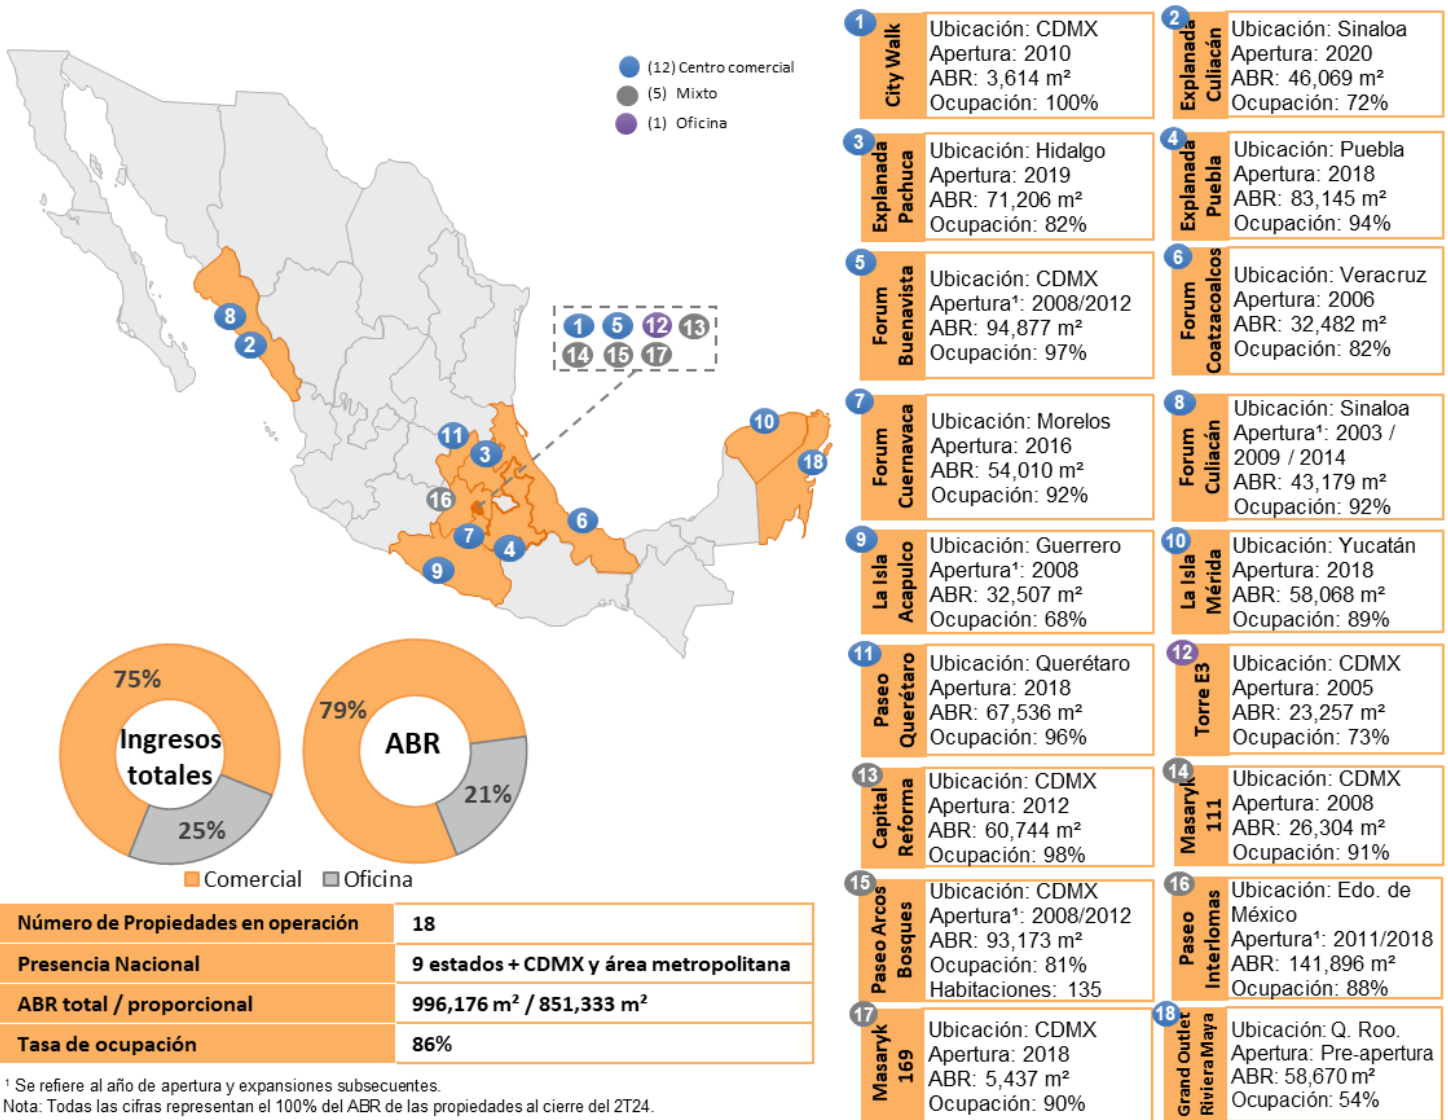 (12) Centro comercial
(5) Mixto
(1) Oficina
8
2
1
5
12
13
14
15
17
11
3
16
7
4
9
6
10
18
75%
Ingresos
totales
25%
79%
ABR
21%
Comercial
Oficina
Número de Propiedades en operación
18
Presencia Nacional
9 estados + CDMX y área metropolitana
ABR total / proporcional
996,176 m² / 851,333 m²
Tasa de ocupación
86%
¹ Se refiere al año de apertura y expansiones subsecuentes.
Nota: Todas las cifras representan el 100% del ABR de las propiedades al cierre del 2T24.
1
City Walk
Ubicación: CDMX
Apertura: 2010
ABR: 3,614 m²
Ocupación: 100%
2
Explanada
Culiacán
Ubicación: Sinaloa
Apertura: 2020
ABR: 46,069 m²
Ocupación: 72%
3
Explanada
Pachuca
Ubicación: Hidalgo
Apertura: 2019
ABR: 71,206 m²
Ocupación: 82%
4
Explanada
Puebla
Ubicación: Puebla
Apertura: 2018
ABR: 83,145 m²
Ocupación: 94%
5
Forum
Buenavista
Ubicación: CDMX
Apertura¹: 2008/2012
ABR: 94,877 m²
Ocupación: 97%
6
Forum
Coatzacoalcos
Ubicación: Veracruz
Apertura: 2006
ABR: 32,482 m²
Ocupación: 82%
7
Forum
Cuernavaca
Ubicación: Morelos
Apertura: 2016
ABR: 54,010 m²
Ocupación: 92%
8
Forum
Culiacán
Ubicación: Sinaloa
Apertura¹: 2003 /
2009 / 2014
ABR: 43,179 m²
Ocupación: 92%
9
La Isla
Acapulco
Ubicación: Guerrero
Apertura¹: 2008
ABR: 32,507 m²
Ocupación: 68%
10
La Isla
Mérida
Ubicación: Yucatán
Apertura: 2018
ABR: 58,068 m²
Ocupación: 89%
11
Paseo
Querétaro
Ubicación: Querétaro
Apertura: 2018
ABR: 67,536 m²
Ocupación: 96%
12
Torre E3
Ubicación: CDMX
Apertura: 2005
ABR: 23,257 m²
Ocupación: 73%
13
Capital
Reforma
Ubicación: CDMX
Apertura: 2012
ABR: 60,744 m²
Ocupación: 98%
14
Masaryk
111
Ubicación: CDMX
Apertura: 2008
ABR: 26,304 m²
Ocupación: 91%
15
Paseo Arcos
Bosques
Ubicación: CDMX
Apertura¹: 2008/2012
ABR: 93,173 m²
Ocupación: 81%
Habitaciones: 135
16
Paseo
Interlomas
Ubicación: Edo. de
México
Apertura¹: 2011/2018
ABR: 141,896 m²
Ocupación: 88%
17
Masaryk
169
Ubicación: CDMX
Apertura: 2018
ABR: 5,437 m²
Ocupación: 90%
18
Grand Outlet
Riviera Maya
Ubicación: Q. Roo.
Apertura: Pre-apertura
ABR: 58,670 m²
Ocupación: 54%